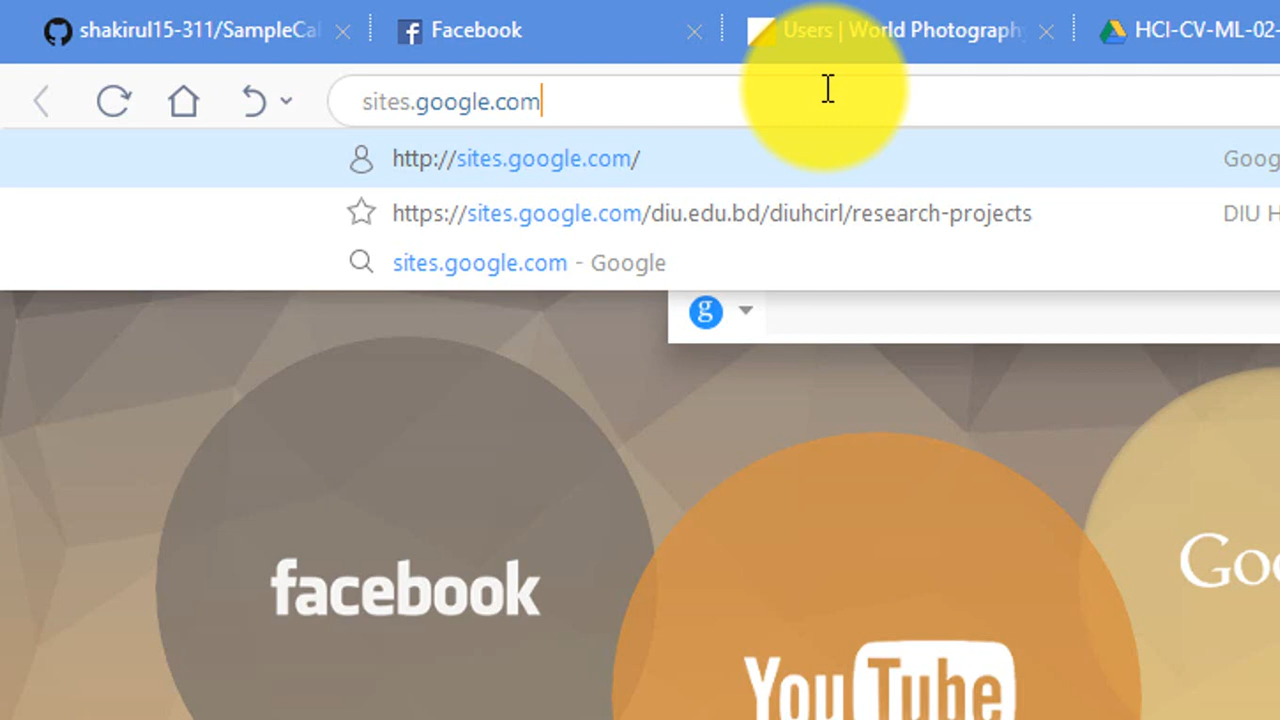 shakirul15-311/SampleCal
Facebook
Users | World Photography
HCI-CV-ML-02-
sites.google.com
http://sites.google.com/
Goog
https://sites.google.com/diu.edu.bd/diuhcirl/research-projects
DIU H
sites.google.com - Google
g
facebook
YouTube
Goo